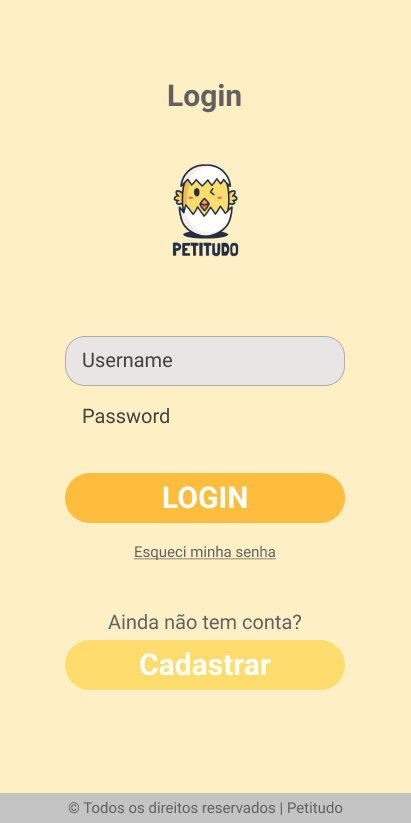 Login
PETITUDO
Username
Password
LOGIN
Esqueci minha senha
Ainda não tem conta?
Cadastrar
© Todos os direitos reservados | Petitudo